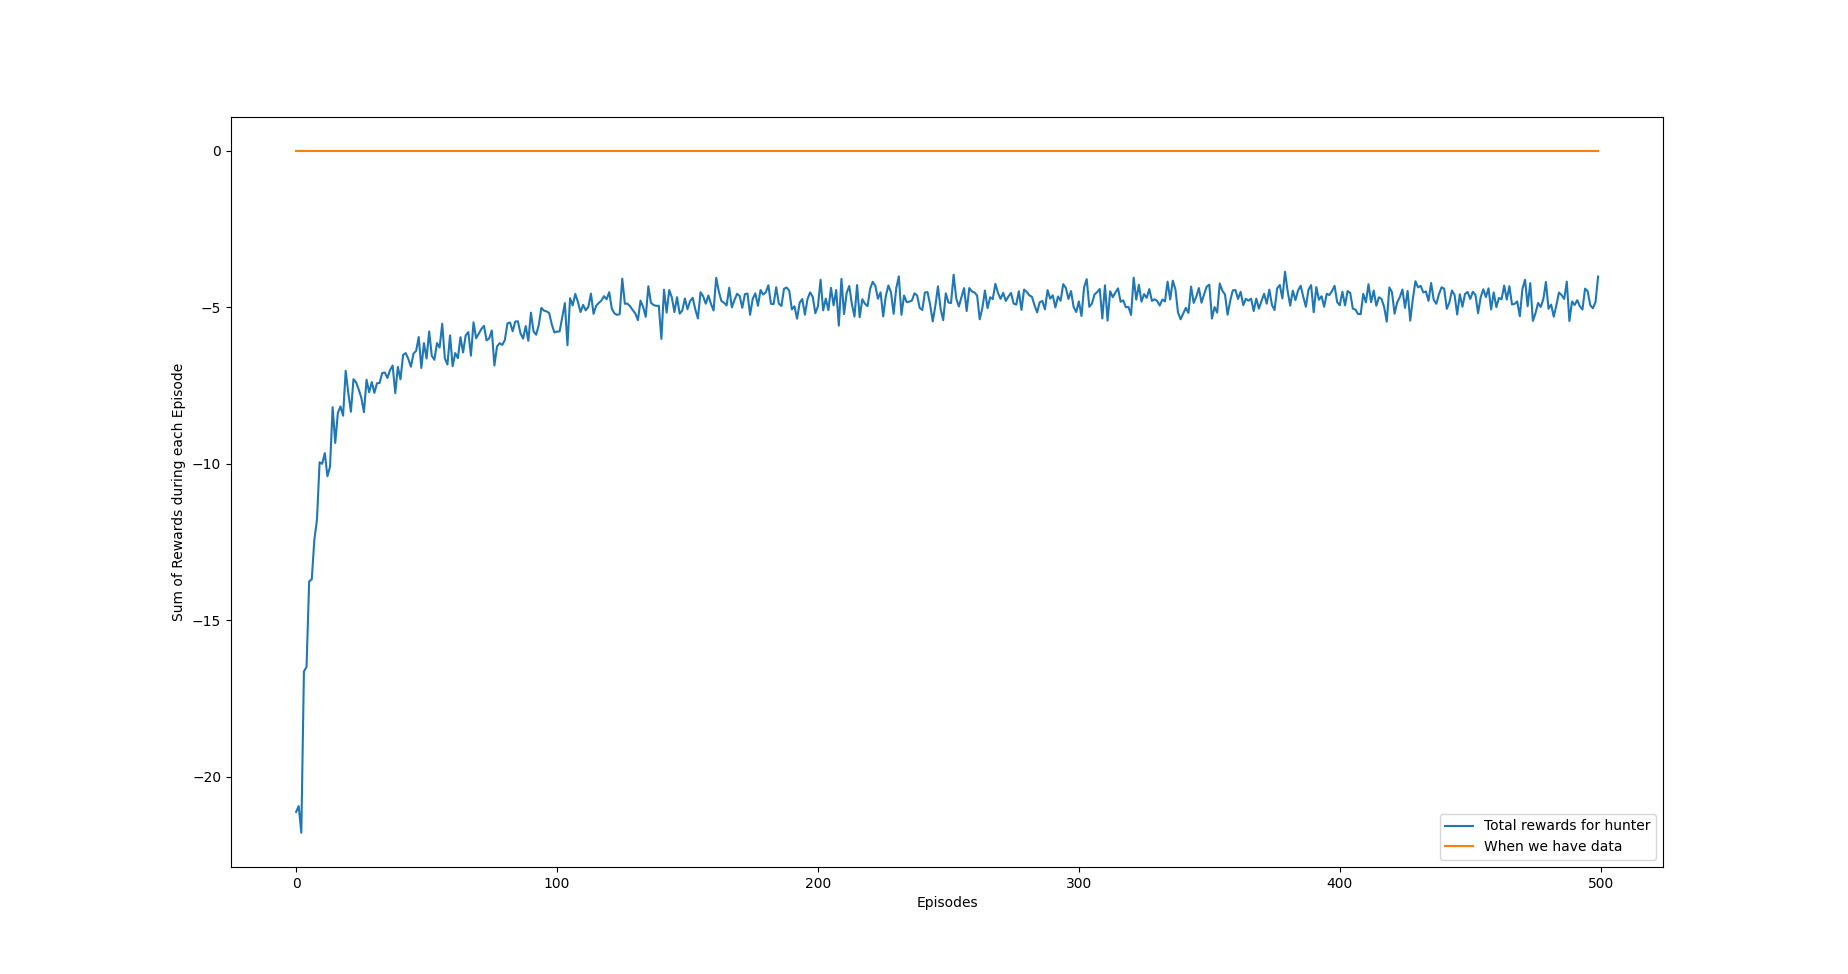 0
−5
−10
−15
−20
Sum of Rewards during each Episode
Total rewards for hunter
When we have data
0
100
200
300
400
500
Episodes